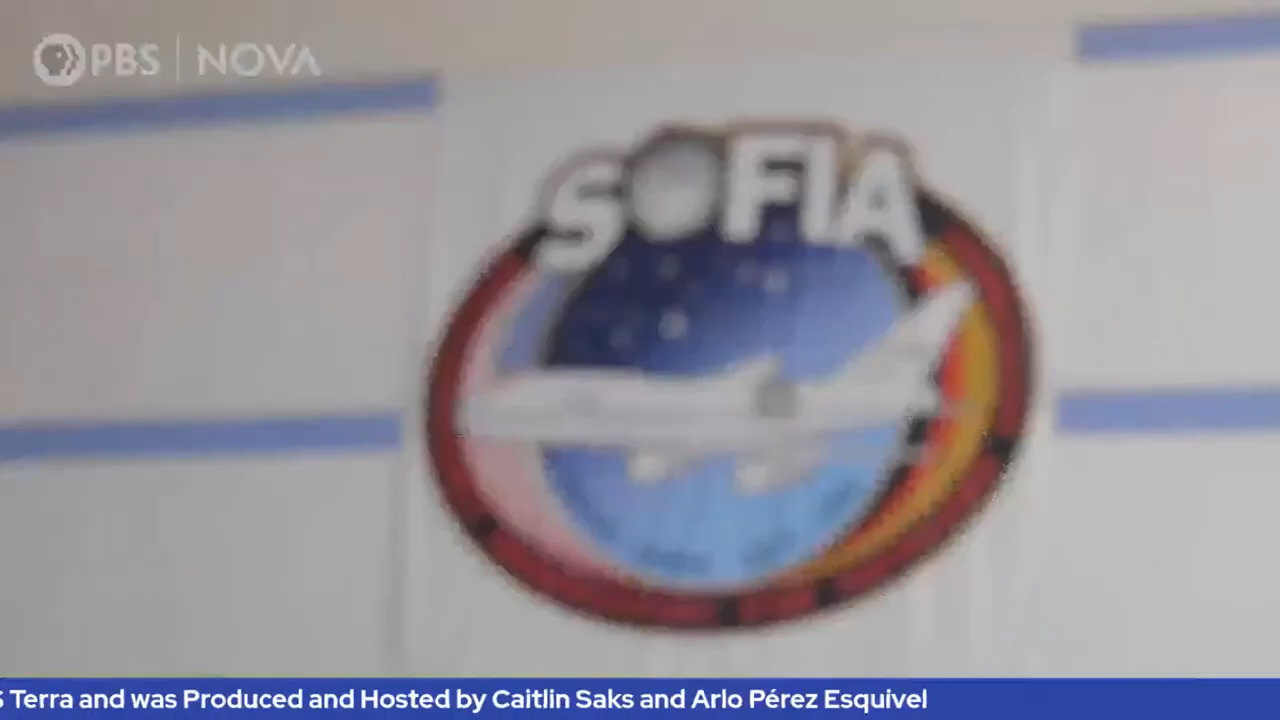 PBS | NOVA
SOFIA
S Terra and was Produced and Hosted by Caitlin Saks and Arlo Pérez Esquivel